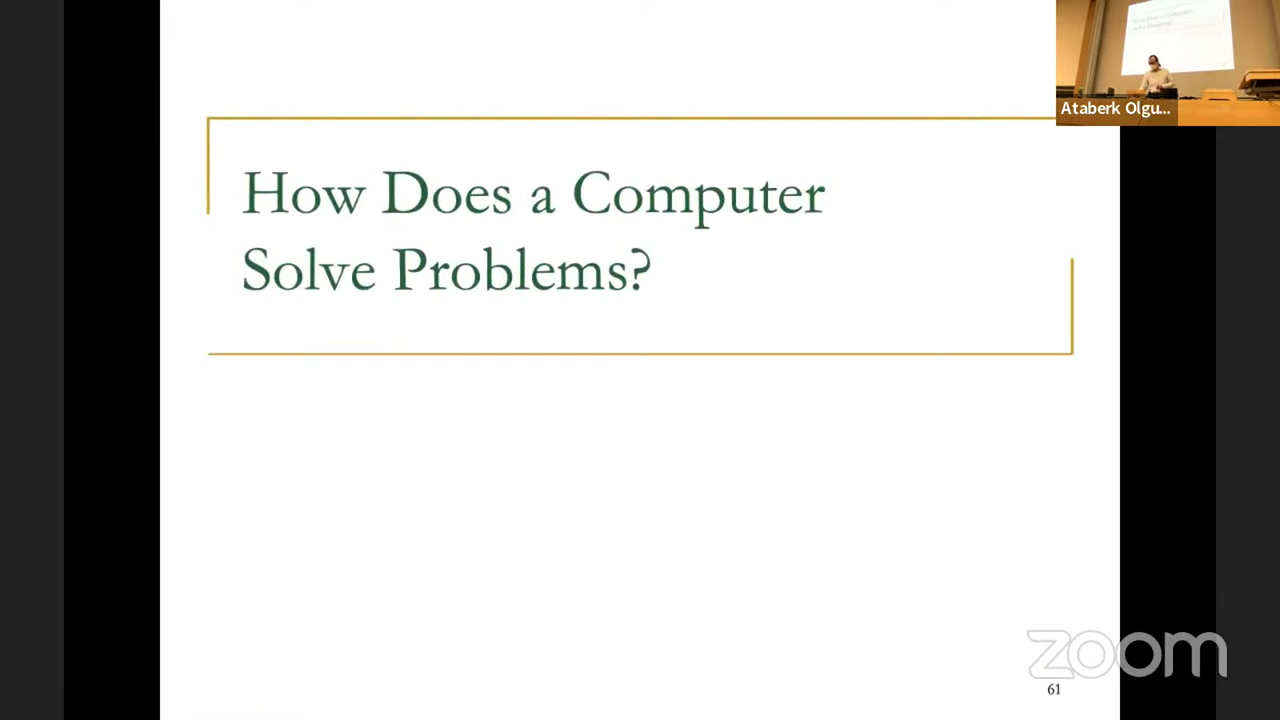 How Does a Computer
Solve Problems?
Ataberk Olgu...
zoom
61